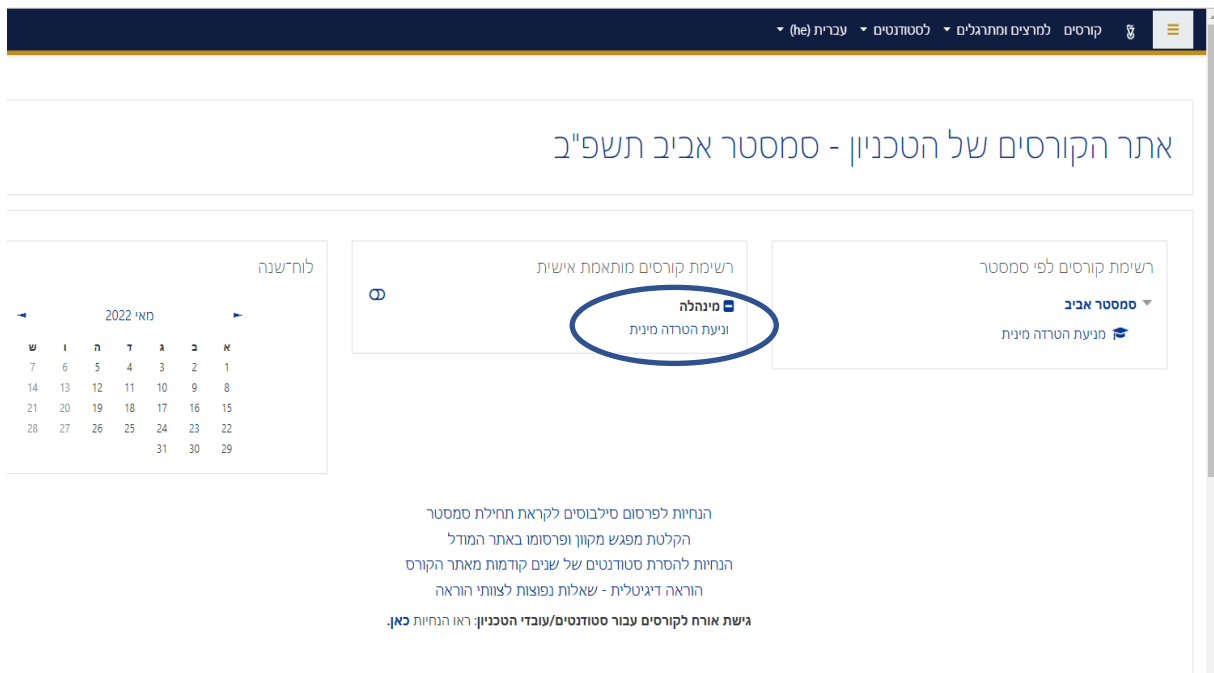 קורסים למרצים ומתרגלים לסטודנטים עברית (he)
אתר הקורסים של הטכניון - סמסטר אביב תשפ"ב
רשימת קורסים לפי סמסטר
סמסטר אביב
מניעת הטרדה מינית
רשימת קורסים מותאמת אישית
מינהלה
וניעת הטרדה מינית
לוח־שנה
מאי 2022
א ב ג ד ה ו ש
1 2 3 4 5 6 7
8 9 10 11 12 13 14
15 16 17 18 19 20 21
22 23 24 25 26 27 28
29 30 31
הנחיות לפרסום סילבוסים לקראת תחילת סמסטר
הקלטת מפגש מקוון ופרסומו באתר המודל
הנחיות להסרת סטודנטים של שנים קודמות מאתר הקורס
הוראה דיגיטלית - שאלות נפוצות לצוותי הוראה
גישת אורח לקורסים עבור סטודנטים/עובדי הטכניון: ראו הנחיות כאן.